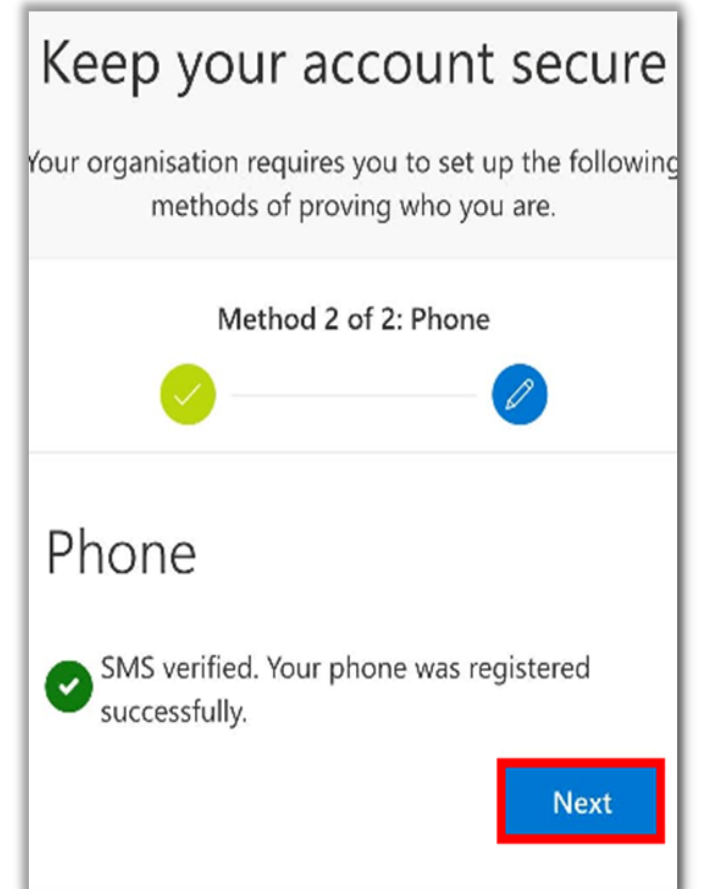 Keep your account secure
Your organisation requires you to set up the following
methods of proving who you are.
Method 2 of 2: Phone
Phone
SMS verified. Your phone was registered
successfully.
Next